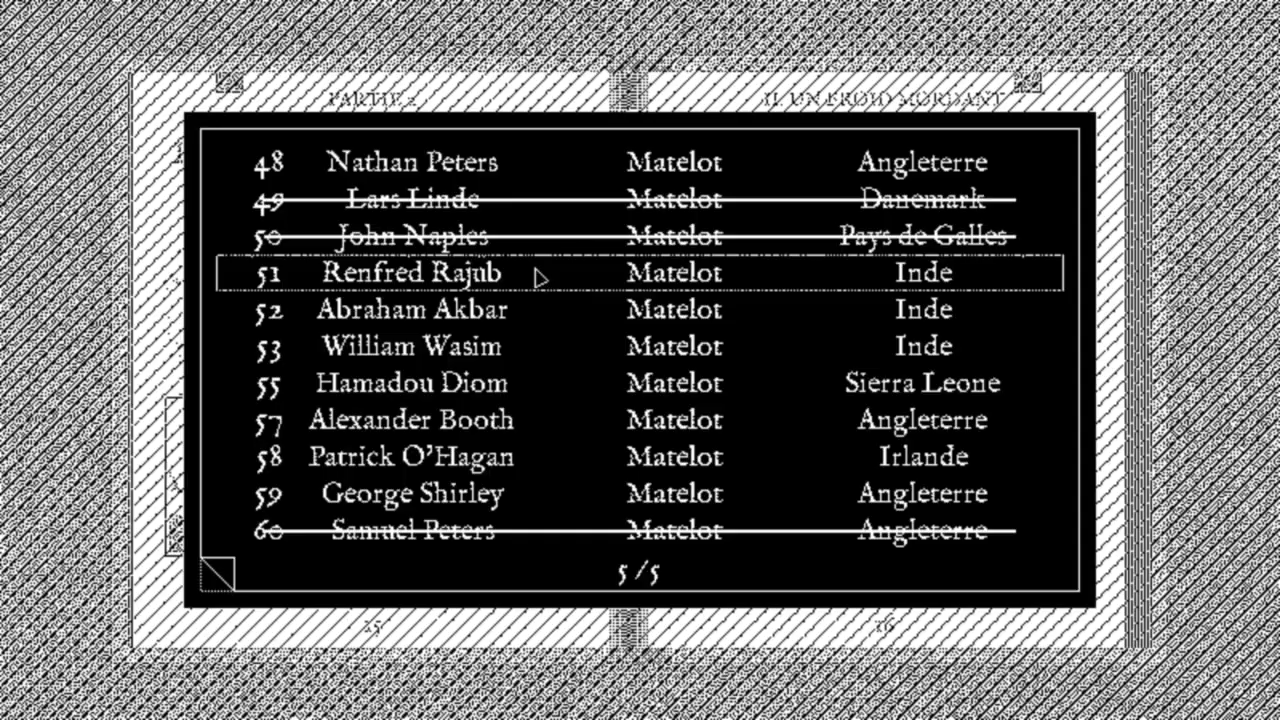 PARTIE 2 II. UN FROID MORDANT
48 Nathan Peters Matelot Angleterre
49 Lars Linde Matelot Danemark
50 John Naples Matelot Pays de Galles
51 Renfred Rajub Matelot Inde
52 Abraham Akbar Matelot Inde
53 William Wasim Matelot Inde
55 Hamadou Diom Matelot Sierra Leone
57 Alexander Booth Matelot Angleterre
58 Patrick O'Hagan Matelot Irlande
59 George Shirley Matelot Angleterre
60 Samuel Peters Matelot Angleterre
5/5
15 16